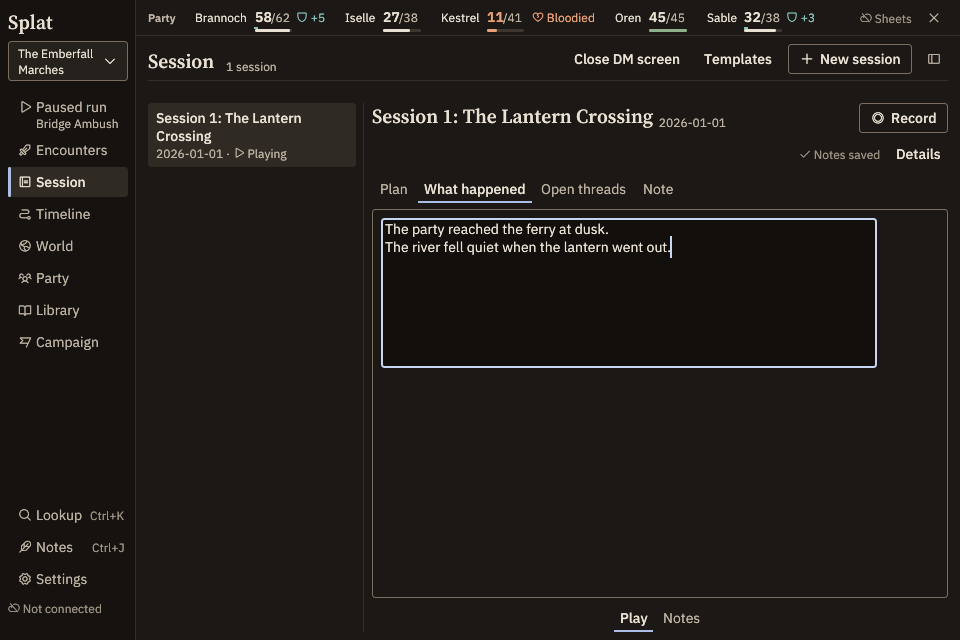 Splat
The Emberfall
Marches
Paused run
Bridge Ambush
Encounters
Session
Timeline
World
Party
Library
Campaign
Lookup Ctrl+K
Notes Ctrl+J
Settings
Not connected
Party Brannoch 58/62 +5 Iselle 27/38 Kestrel 11/41 Bloodied Oren 45/45 Sable 32/38 +3 Sheets
Session 1 session Close DM screen Templates New session
Session 1: The Lantern
Crossing
2026-01-01 · Playing
Session 1: The Lantern Crossing 2026-01-01 Record
Notes saved Details
Plan What happened Open threads Note
The party reached the ferry at dusk.
The river fell quiet when the lantern went out.
Play Notes